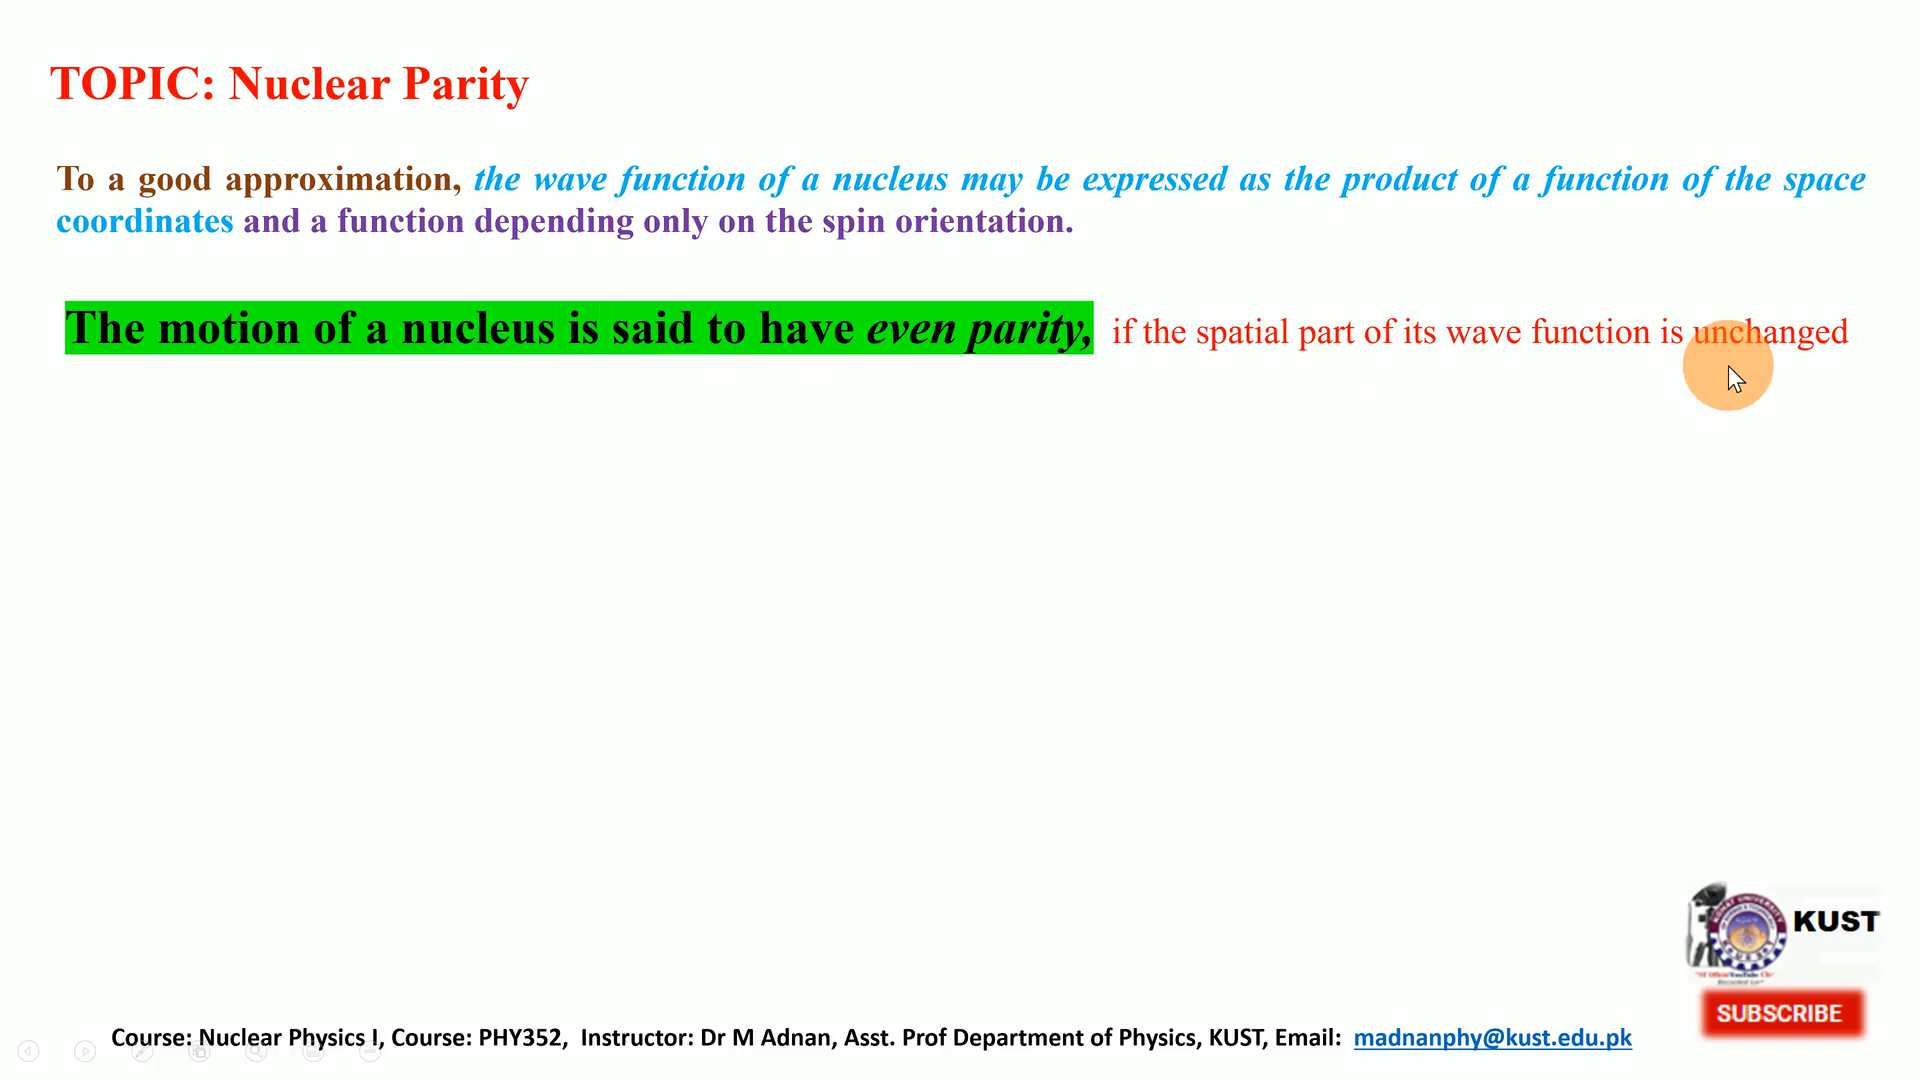 TOPIC: Nuclear Parity
To a good approximation, the wave function of a nucleus may be expressed as the product of a function of the space
coordinates and a function depending only on the spin orientation.
The motion of a nucleus is said to have even parity, if the spatial part of its wave function is unchanged
KUST
SUBSCRIBE
Course: Nuclear Physics I, Course: PHY352, Instructor: Dr M Adnan, Asst. Prof Department of Physics, KUST, Email: madnanphy@kust.edu.pk